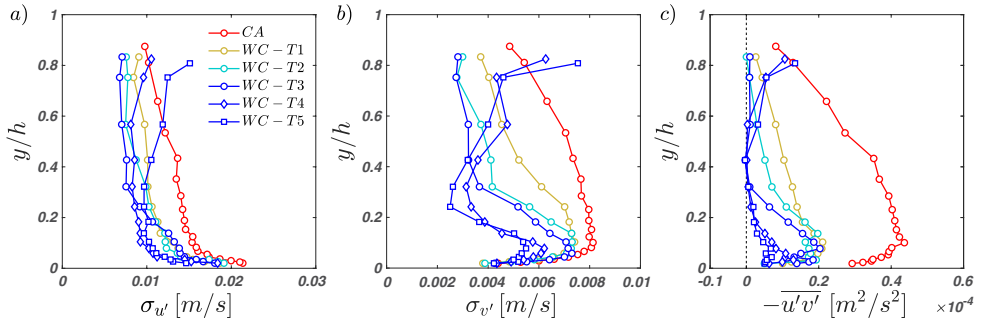 a)
1
0.8
0.6
0.4
0.2
0
y/h
0 0.01 0.02 0.03
σ_{u'} [m/s]
CA
WC − T1
WC − T2
WC − T3
WC − T4
WC − T5
b)
1
0.8
0.6
0.4
0.2
0
y/h
0 0.002 0.004 0.006 0.008 0.01
σ_{v'} [m/s]
c)
1
0.8
0.6
0.4
0.2
0
y/h
-0.1 0 0.2 0.4 0.6
−\overline{u'v'} [m²/s²] ×10⁻⁴